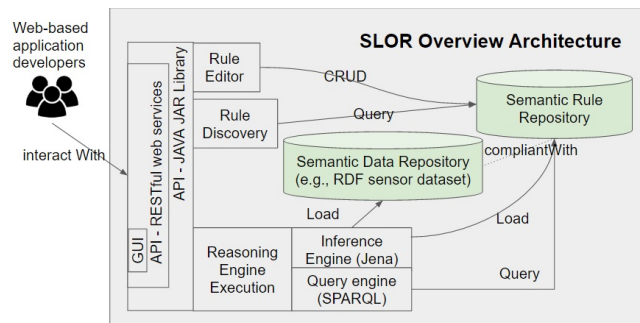 Web-based
application
developers
SLOR Overview Architecture
Rule
Editor
CRUD
Semantic Rule
Repository
Rule
Discovery
Query
interact With
GUI
API - RESTful web services
API - JAVA JAR Library
Semantic Data Repository
(e.g., RDF sensor dataset)
compliantWith
Load
Load
Reasoning
Engine
Execution
Inference
Engine (Jena)
Query engine
(SPARQL)
Query